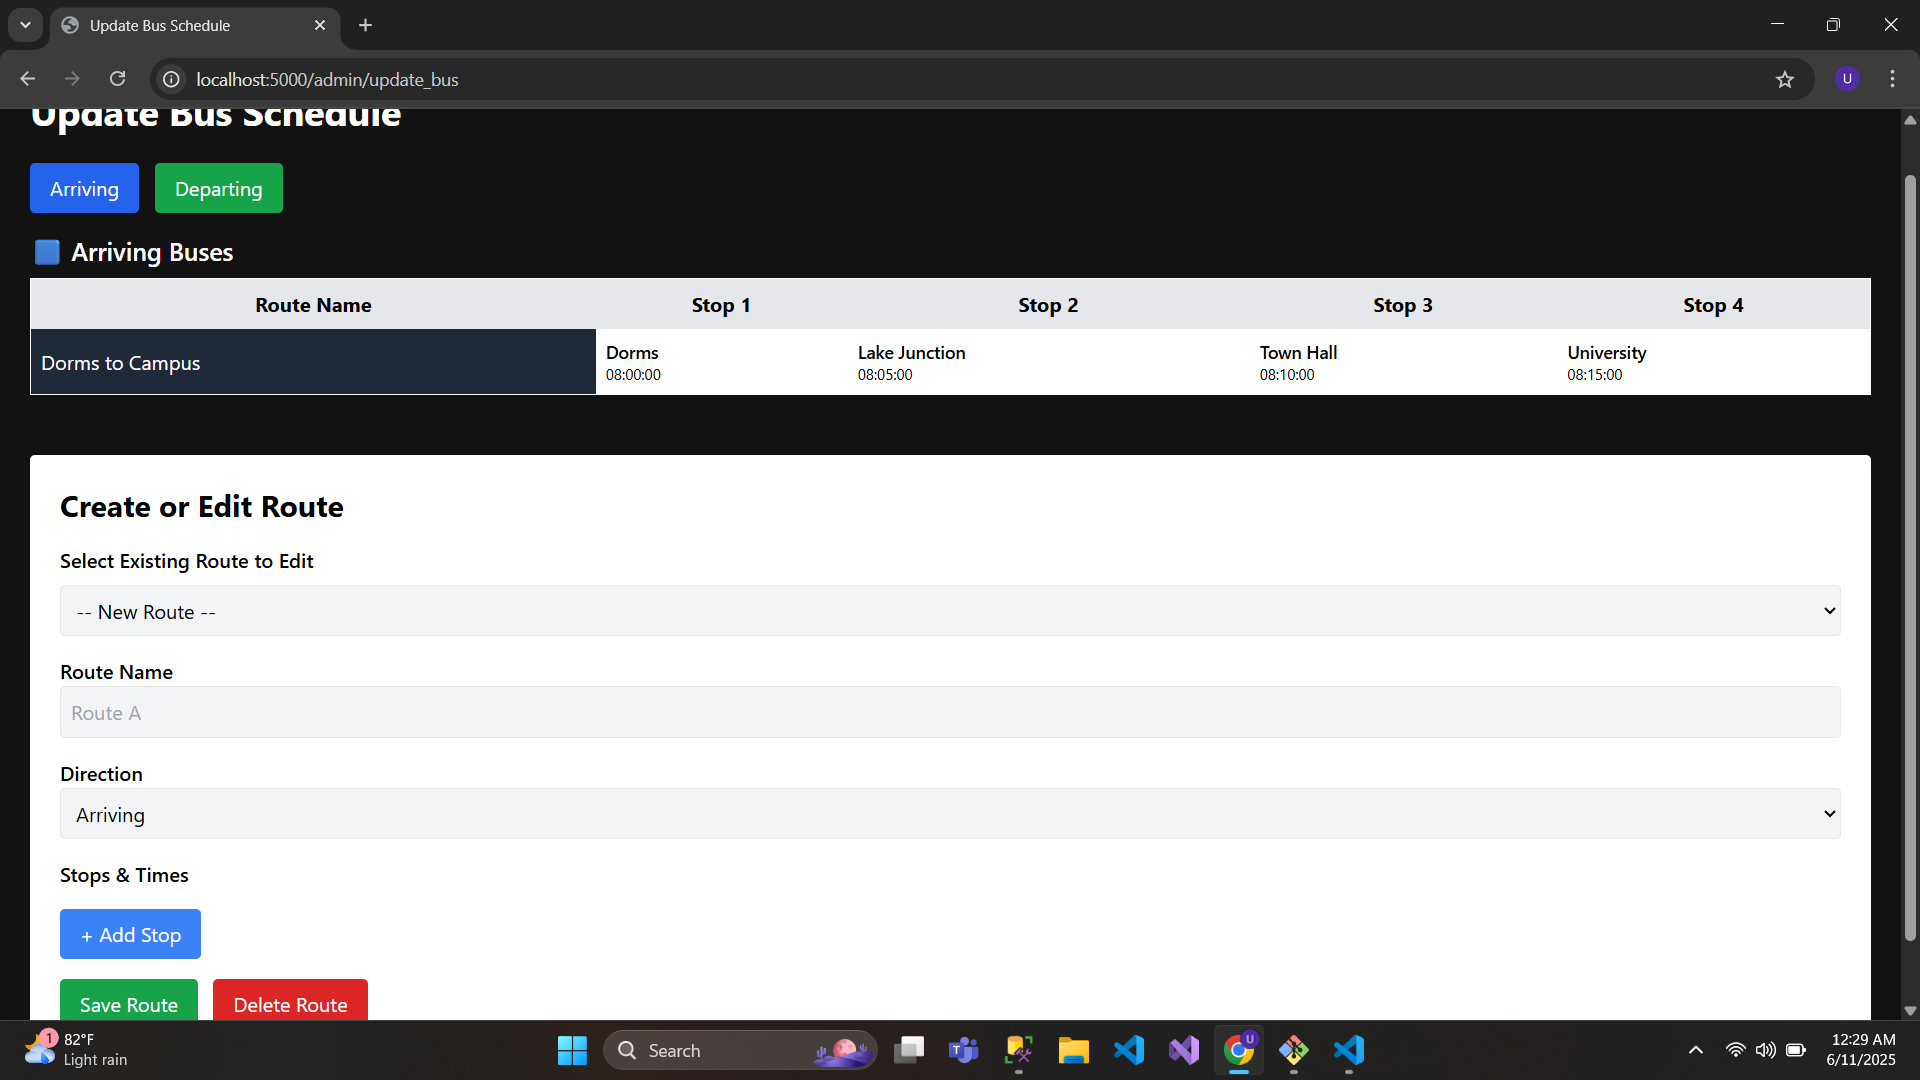 Update Bus Schedule
localhost:5000/admin/update_bus
U
Update Bus Schedule
Arriving
Departing
Arriving Buses
Route Name Stop 1 Stop 2 Stop 3 Stop 4
Dorms to Campus
Dorms
08:00:00
Lake Junction
08:05:00
Town Hall
08:10:00
University
08:15:00
Create or Edit Route
Select Existing Route to Edit
-- New Route --
Route Name
Route A
Direction
Arriving
Stops & Times
+ Add Stop
Save Route
Delete Route
1
82°F
Light rain
Search
T
U
12:29 AM
6/11/2025